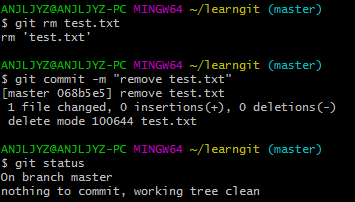 ANJLJYZ@ANJLJYZ-PC MINGW64 ~/learngit (master)
$ git rm test.txt
rm 'test.txt'
ANJLJYZ@ANJLJYZ-PC MINGW64 ~/learngit (master)
$ git commit -m "remove test.txt"
[master 068b5e5] remove test.txt
 1 file changed, 0 insertions(+), 0 deletions(-)
 delete mode 100644 test.txt
ANJLJYZ@ANJLJYZ-PC MINGW64 ~/learngit (master)
$ git status
On branch master
nothing to commit, working tree clean